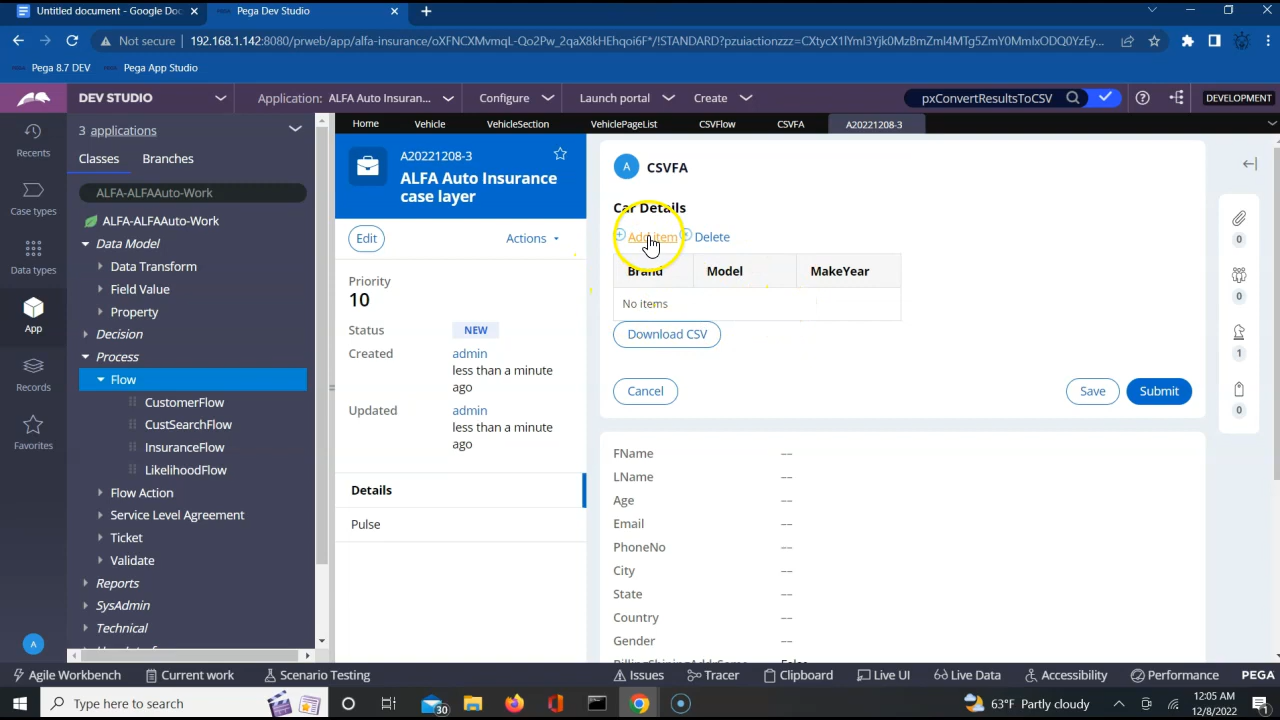 Untitled document - Google Doc
Pega Dev Studio
Not secure
192.168.1.142:8080/prweb/app/alfa-insurance/
Pega 8.7 DEV
Pega App Studio
DEV STUDIO
Application: ALFA Auto Insuran...
Configure
Launch portal
Create
pxConvertResultsToCSV
DEVELOPMENT
Recents
Case types
Data types
App
Records
Favorites
A
3 applications
Classes
Branches
ALFA-ALFAAuto-Work
ALFA-ALFAAuto-Work
Data Model
Data Transform
Field Value
Property
Decision
Process
Flow
CustomerFlow
CustSearchFlow
InsuranceFlow
LikelihoodFlow
Flow Action
Service Level Agreement
Ticket
Validate
Reports
SysAdmin
Technical
Home
Vehicle
VehicleSection
VehiclePageList
CSVFlow
CSVFA
A20221208-3
A20221208-3
ALFA Auto Insurance
case layer
Edit
Actions
Priority
10
Status NEW
Created admin
less than a minute
ago
Updated admin
less than a minute
ago
Details
Pulse
A CSVFA
Car Details
Add item Delete
Brand Model MakeYear
No items
Download CSV
Cancel Save Submit
FName --
LName --
Age --
Email --
PhoneNo --
City --
State --
Country --
Gender --
0
0
1
0
Agile Workbench
Current work
Scenario Testing
Issues
Tracer
Clipboard
Live UI
Live Data
Accessibility
Performance
PEGA
Type here to search
30
63°F Partly cloudy
12:05 AM
12/8/2022